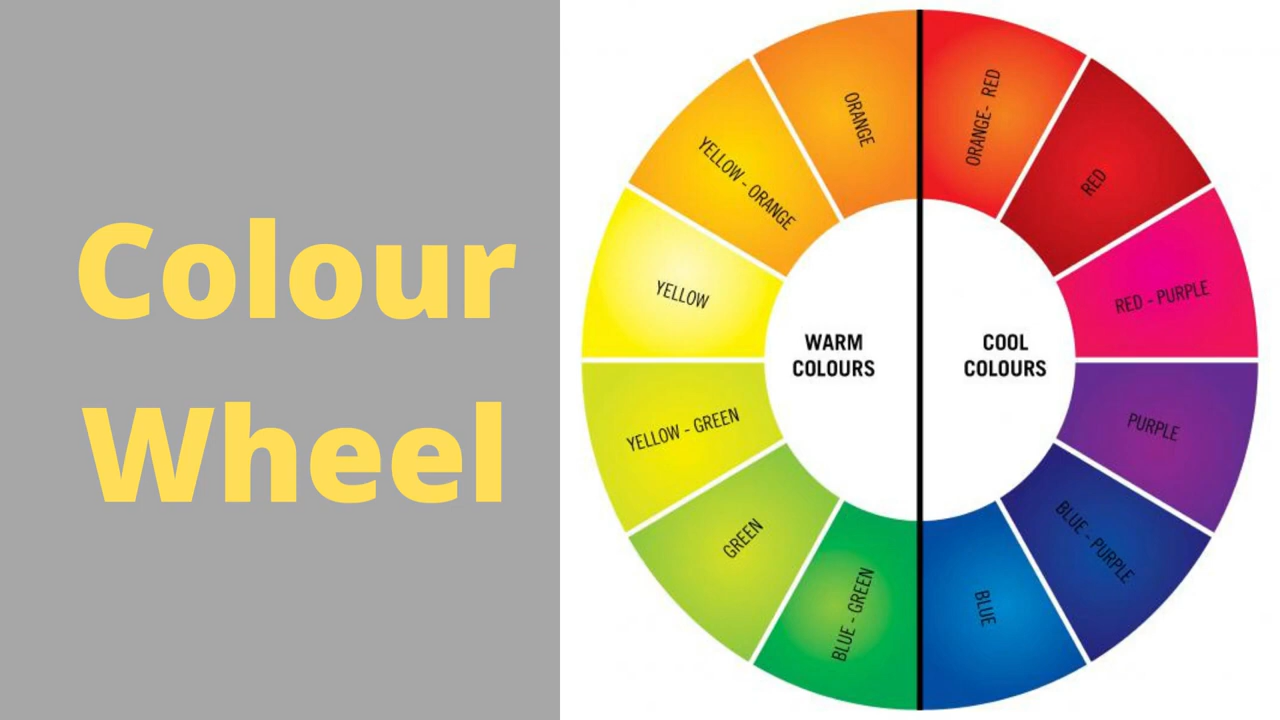 Colour
Wheel
ORANGE
ORANGE- RED
RED
RED - PURPLE
PURPLE
BLUE - PURPLE
BLUE
BLUE - GREEN
GREEN
YELLOW - GREEN
YELLOW
YELLOW - ORANGE
WARM
COLOURS
COOL
COLOURS